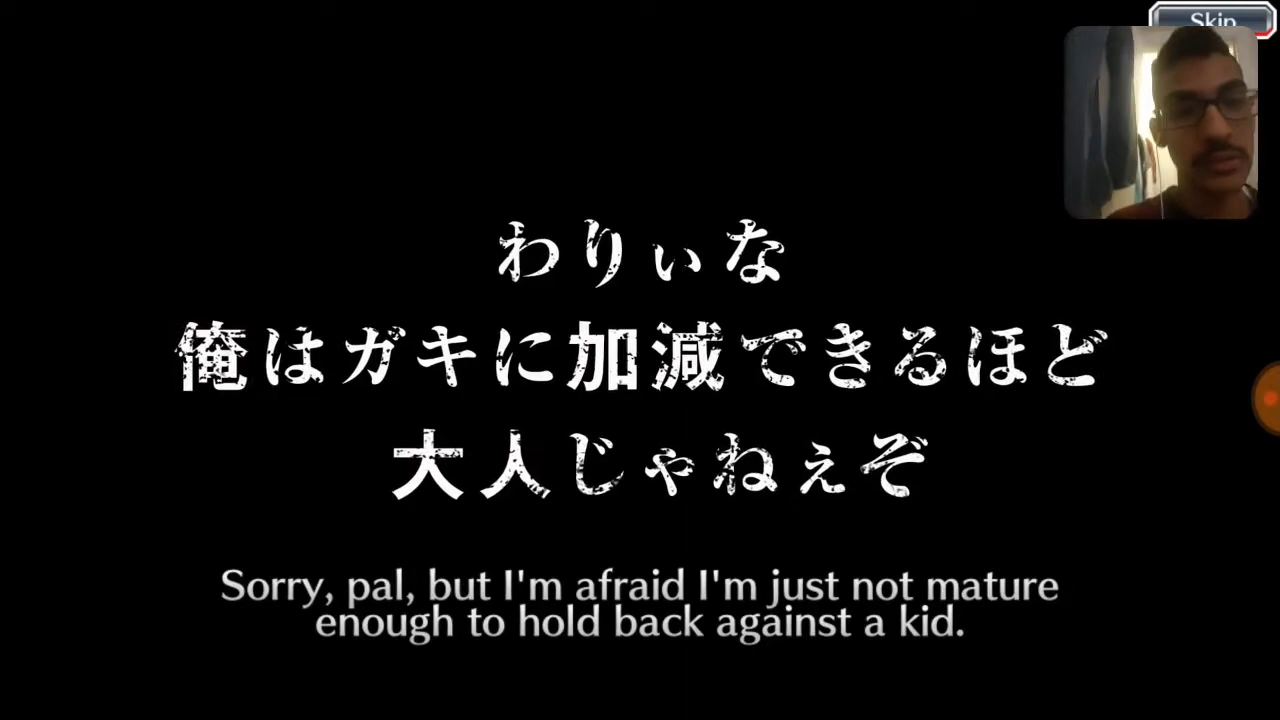 Skip
わりぃな
俺はガキに加減できるほど
大人じゃねぇぞ
Sorry, pal, but I'm afraid I'm just not mature
enough to hold back against a kid.